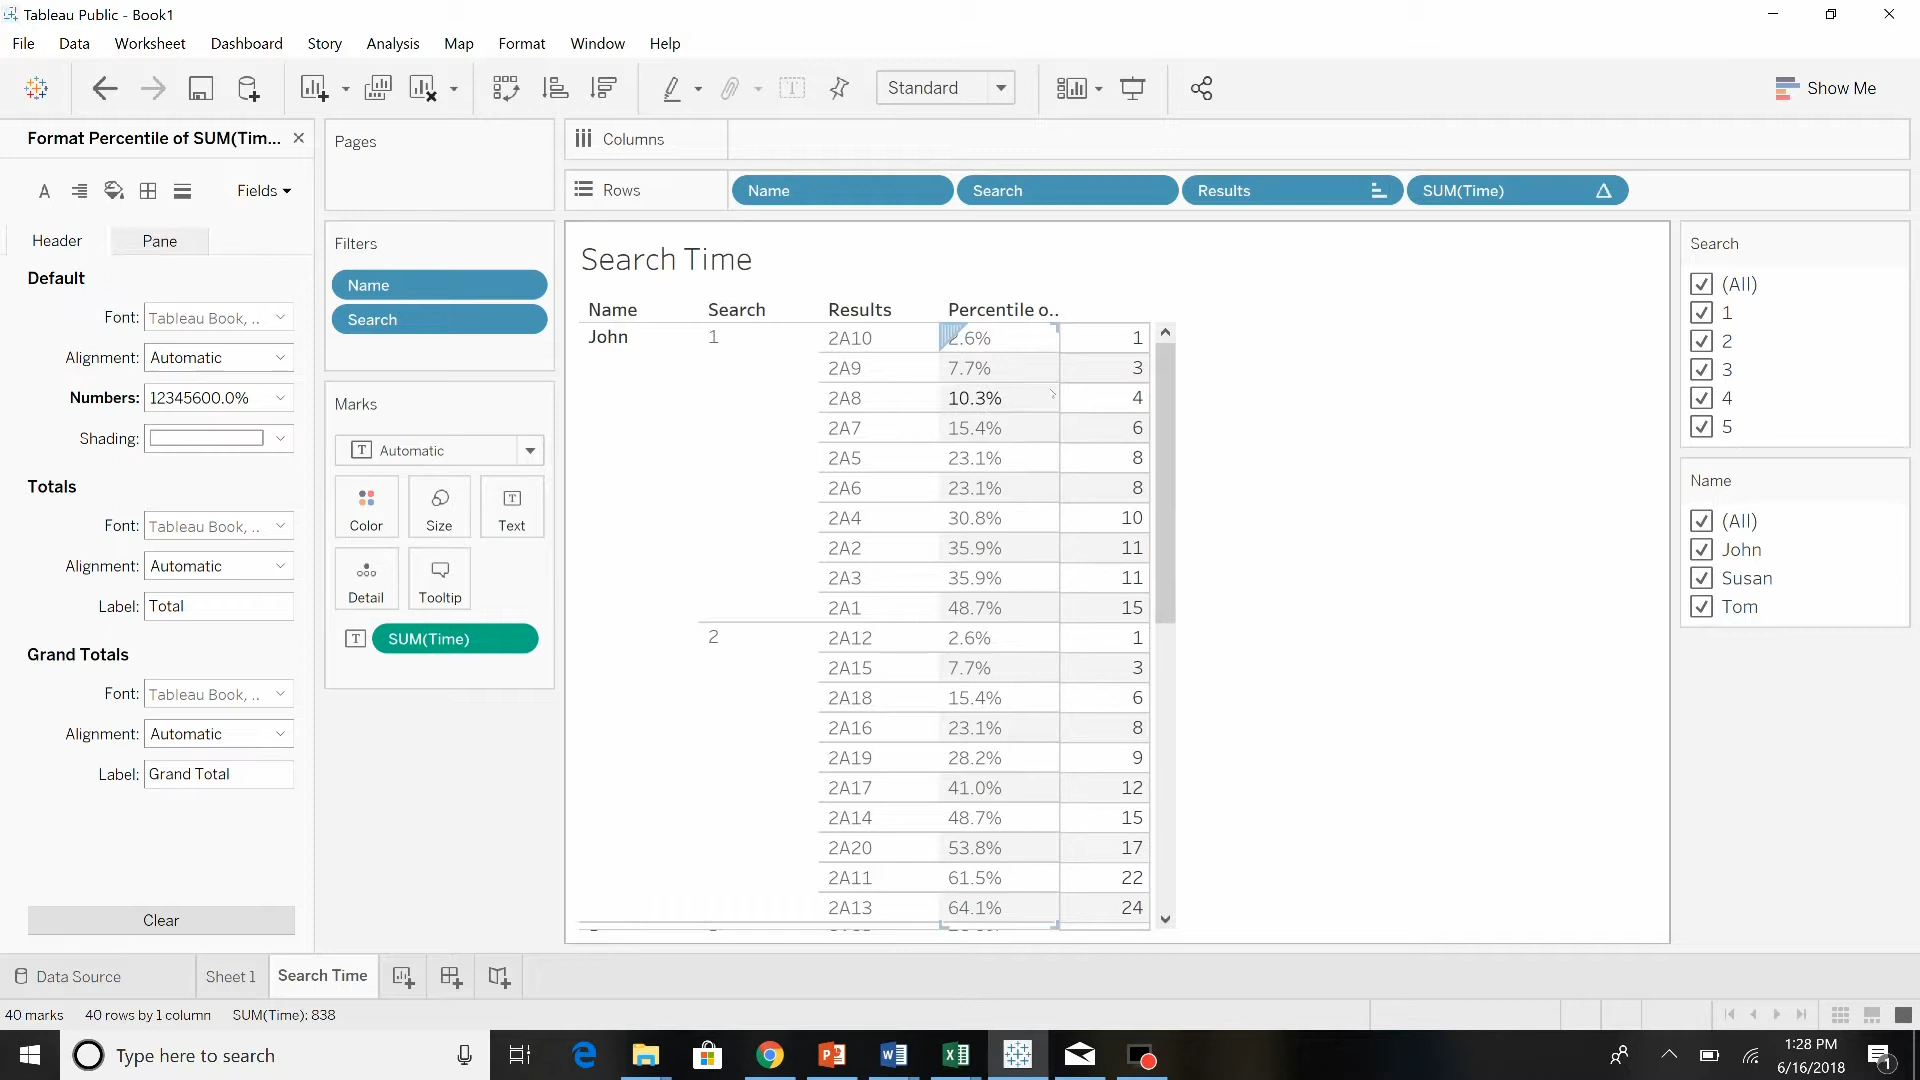 Tableau Public - Book1
File Data Worksheet Dashboard Story Analysis Map Format Window Help
Standard
Show Me
Format Percentile of SUM(Tim...
Fields
Header Pane
Default
Font: Tableau Book, ..
Alignment: Automatic
Numbers: 12345600.0%
Shading:
Totals
Font: Tableau Book, ..
Alignment: Automatic
Label: Total
Grand Totals
Font: Tableau Book, ..
Alignment: Automatic
Label: Grand Total
Clear
Pages
Filters
Name
Search
Marks
T Automatic
Color Size Text
Detail Tooltip
T SUM(Time)
Columns
Rows Name Search Results SUM(Time)
Search Time
Name Search Results Percentile o..
John 1 2A10 2.6% 1
2A9 7.7% 3
2A8 10.3% 4
2A7 15.4% 6
2A5 23.1% 8
2A6 23.1% 8
2A4 30.8% 10
2A2 35.9% 11
2A3 35.9% 11
2A1 48.7% 15
2 2A12 2.6% 1
2A15 7.7% 3
2A18 15.4% 6
2A16 23.1% 8
2A19 28.2% 9
2A17 41.0% 12
2A14 48.7% 15
2A20 53.8% 17
2A11 61.5% 22
2A13 64.1% 24
Search
(All)
1
2
3
4
5
Name
(All)
John
Susan
Tom
Data Source Sheet 1 Search Time
40 marks 40 rows by 1 column SUM(Time): 838
Type here to search
1:28 PM
6/16/2018
1